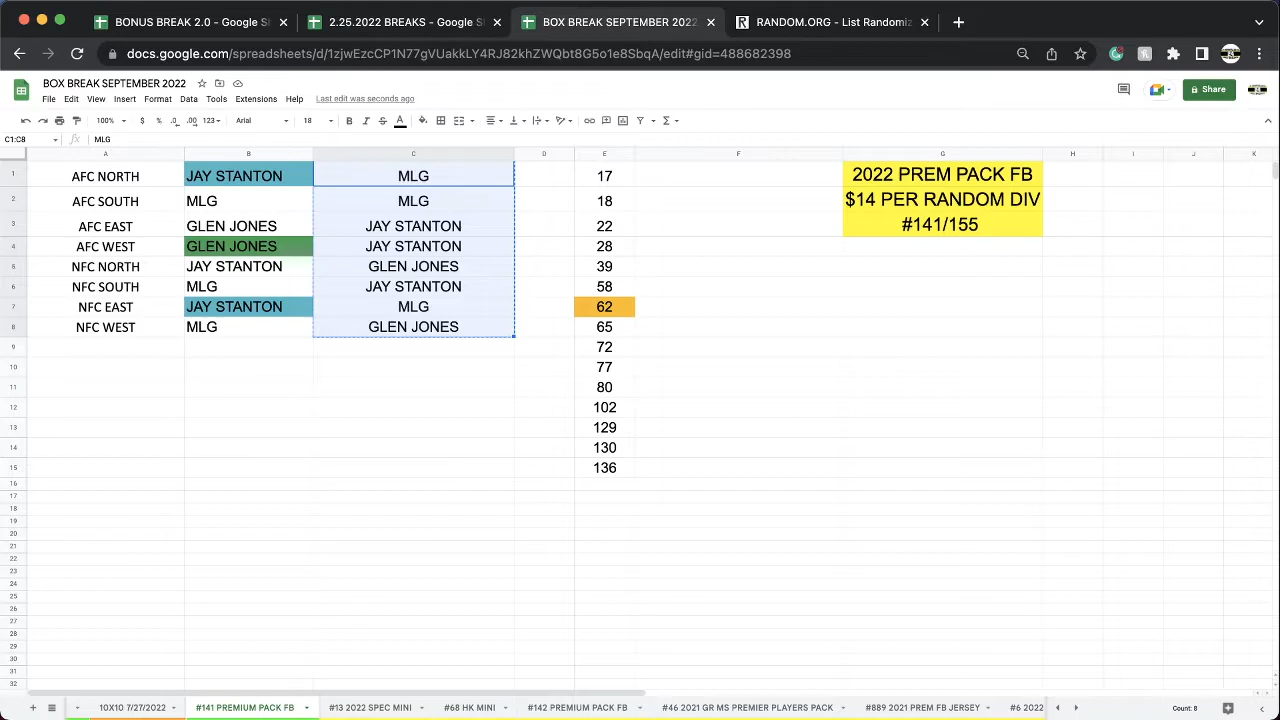 BONUS BREAK 2.0 - Google Sh
2.25.2022 BREAKS - Google Sh
BOX BREAK SEPTEMBER 2022
RANDOM.ORG - List Randomiz
docs.google.com/spreadsheets/d/1zjwEzcCP1N77gVUakkLY4RJ82khZWQbt8G5o1e8SbqA/edit#gid=488682398
BOX BREAK SEPTEMBER 2022
File Edit View Insert Format Data Tools Extensions Help Last edit was seconds ago
Share
100% $ % .0 .00 123 Arial 18 B I S A
C1:C8 fx MLG
A B C D E F G H I J K
1 AFC NORTH JAY STANTON MLG 17 2022 PREM PACK FB
2 AFC SOUTH MLG MLG 18 $14 PER RANDOM DIV
3 AFC EAST GLEN JONES JAY STANTON 22 #141/155
4 AFC WEST GLEN JONES JAY STANTON 28
5 NFC NORTH JAY STANTON GLEN JONES 39
6 NFC SOUTH MLG JAY STANTON 58
7 NFC EAST JAY STANTON MLG 62
8 NFC WEST MLG GLEN JONES 65
9 72
10 77
11 80
12 102
13 129
14 130
15 136
16
17
18
19
20
21
22
23
24
25
26
27
28
29
30
31
32
10X10 7/27/2022 #141 PREMIUM PACK FB #13 2022 SPEC MINI #68 HK MINI #142 PREMIUM PACK FB #46 2021 GR MS PREMIER PLAYERS PACK #889 2021 PREM FB JERSEY #6 2022 Count: 8